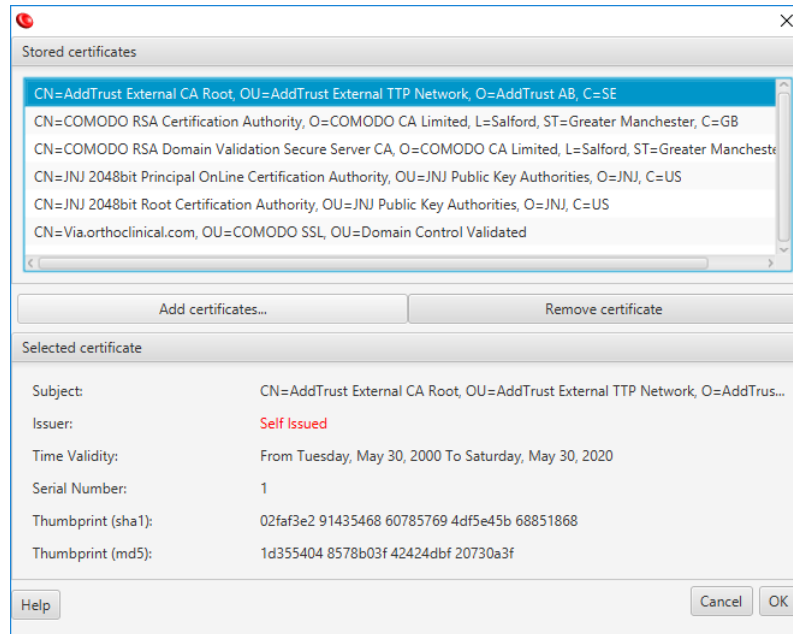 Stored certificates
CN=AddTrust External CA Root, OU=AddTrust External TTP Network, O=AddTrust AB, C=SE
CN=COMODO RSA Certification Authority, O=COMODO CA Limited, L=Salford, ST=Greater Manchester, C=GB
CN=COMODO RSA Domain Validation Secure Server CA, O=COMODO CA Limited, L=Salford, ST=Greater Mancheste
CN=JNJ 2048bit Principal OnLine Certification Authority, OU=JNJ Public Key Authorities, O=JNJ, C=US
CN=JNJ 2048bit Root Certification Authority, OU=JNJ Public Key Authorities, O=JNJ, C=US
CN=Via.orthoclinical.com, OU=COMODO SSL, OU=Domain Control Validated
Add certificates... Remove certificate
Selected certificate
Subject: CN=AddTrust External CA Root, OU=AddTrust External TTP Network, O=AddTrus...
Issuer: Self Issued
Time Validity: From Tuesday, May 30, 2000 To Saturday, May 30, 2020
Serial Number: 1
Thumbprint (sha1): 02faf3e2 91435468 60785769 4df5e45b 68851868
Thumbprint (md5): 1d355404 8578b03f 42424dbf 20730a3f
Help Cancel OK